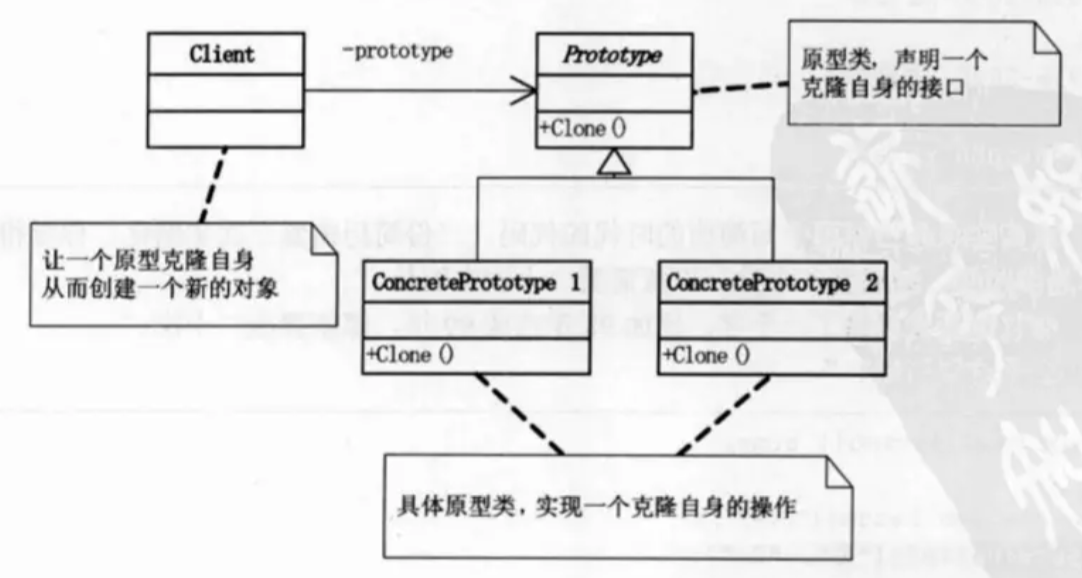 Client
-prototype
Prototype
+Clone()
原型类, 声明一个
克隆自身的接口
让一个原型克隆自身
从而创建一个新的对象
ConcretePrototype 1
+Clone()
ConcretePrototype 2
+Clone()
具体原型类，实现一个克隆自身的操作